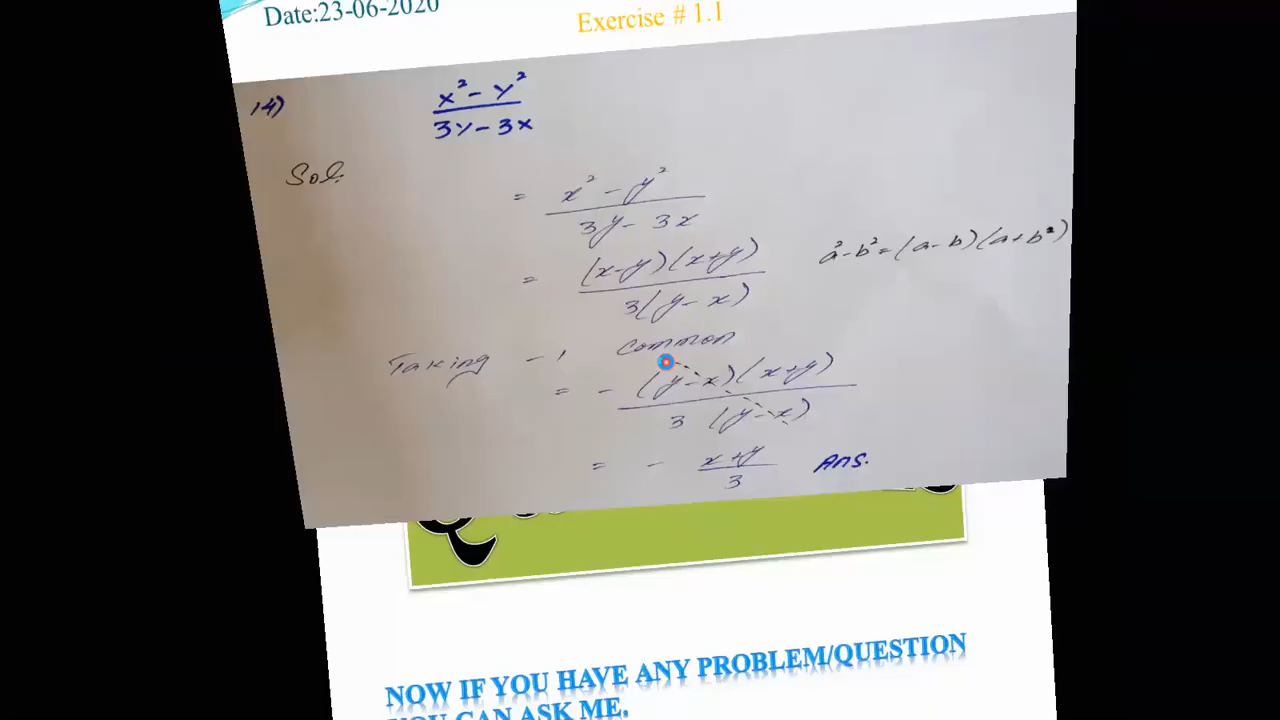 Date:23-06-2020
Exercise # 1.1
14)
x² - y²
3y - 3x
Sol:
= x² - y²
3y - 3x
= (x-y)(x+y)
3(y-x)
a²-b²=(a-b)(a+b²)
Taking -1 common
= - (y-x)(x+y)
3 (y-x)
= - x+y
3
Ans.
NOW IF YOU HAVE ANY PROBLEM/QUESTION
YOU CAN ASK ME.